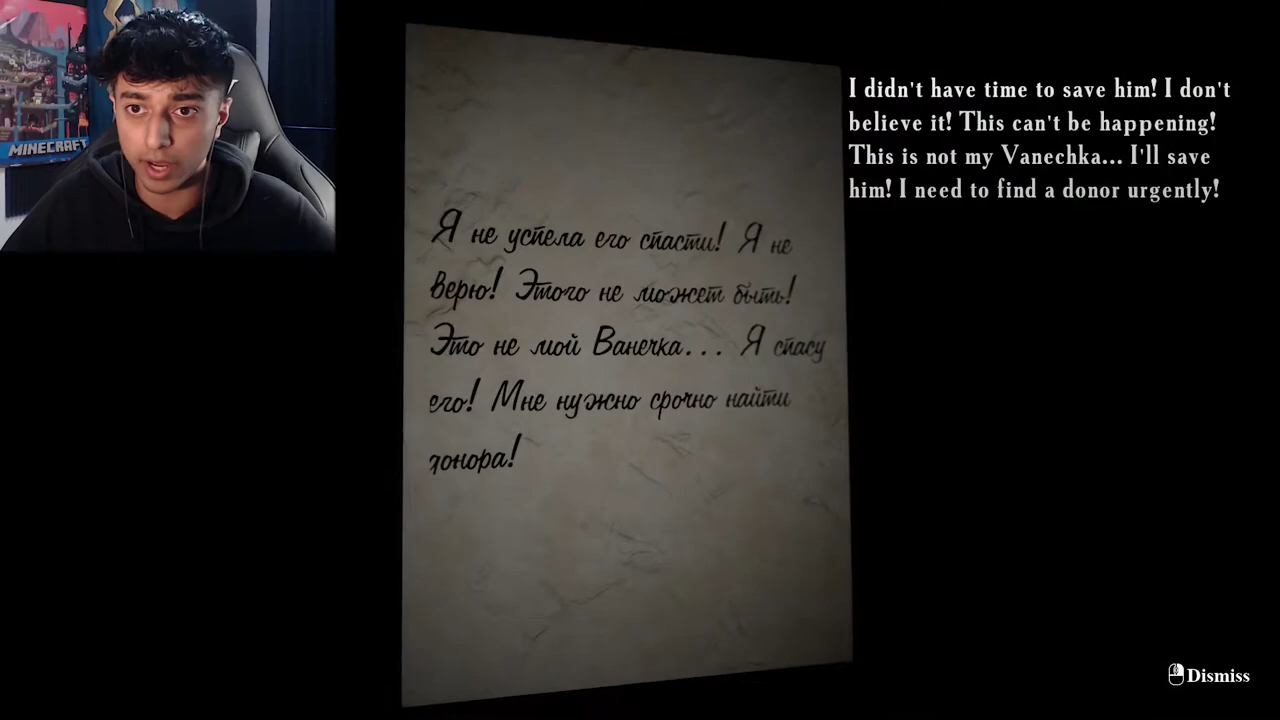 MINECRAFT
I didn't have time to save him! I don't
believe it! This can't be happening!
This is not my Vanechka... I'll save
him! I need to find a donor urgently!
Я не успела его спасти! Я не
верю! Этого не может быть!
Это не мой Ванечка... Я спасу
его! Мне нужно срочно найти
донора!
Dismiss